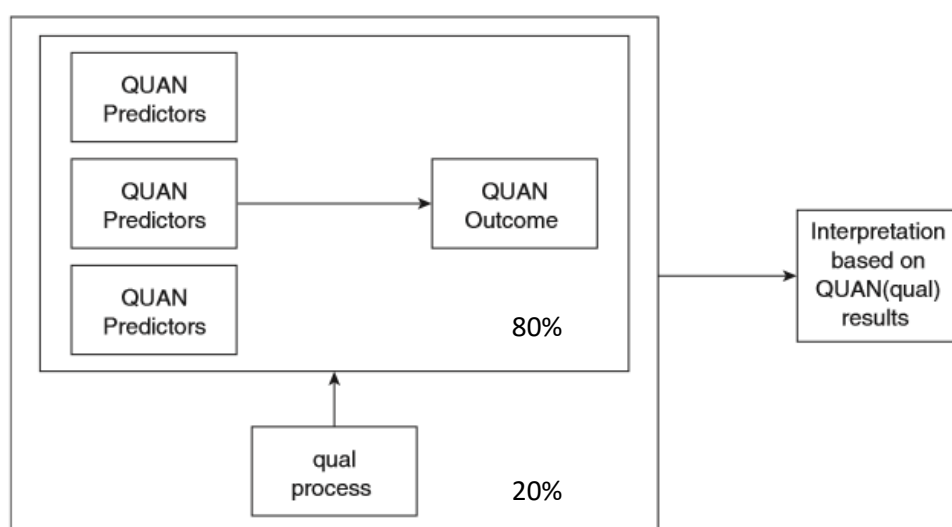 QUAN
Predictors
QUAN
Predictors
QUAN
Outcome
QUAN
Predictors
80%
Interpretation
based on
QUAN(qual)
results
qual
process
20%